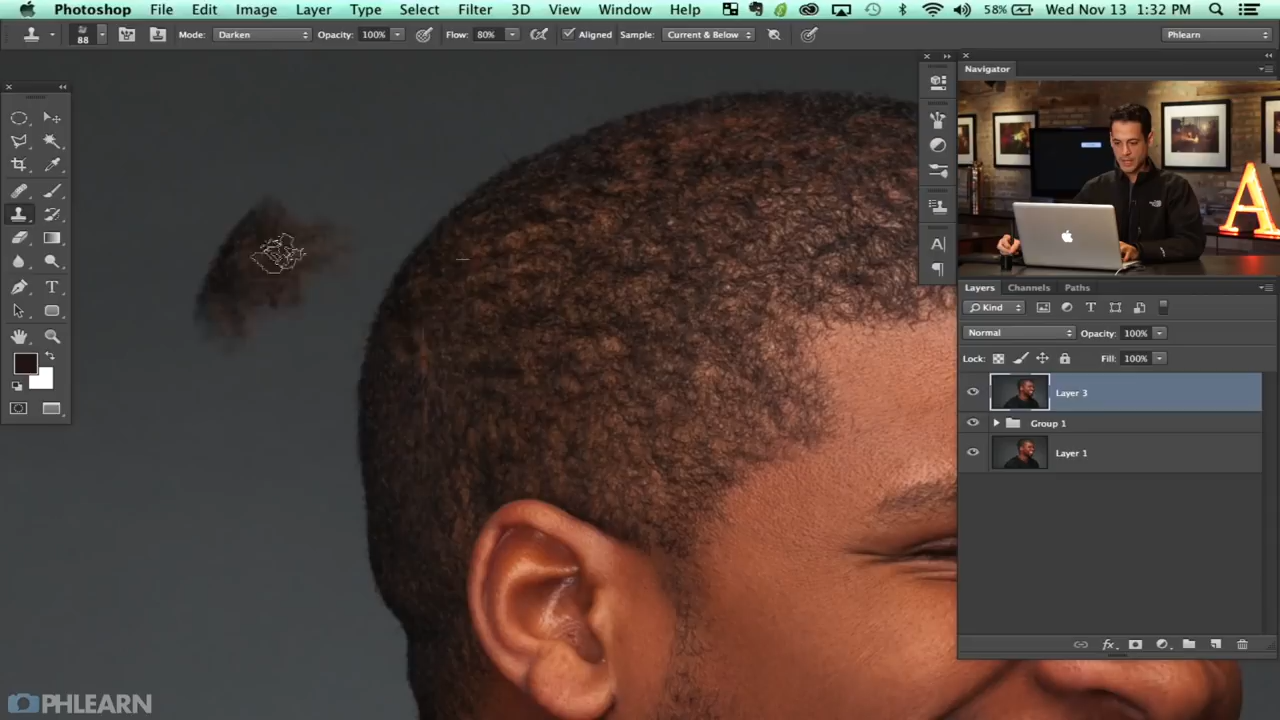 Photoshop File Edit Image Layer Type Select Filter 3D View Window Help 58% Wed Nov 13 1:32 PM
88 Mode: Darken Opacity: 100% Flow: 80% Aligned Sample: Current & Below Phlearn
Navigator
A
Layers Channels Paths
Kind
Normal Opacity: 100%
Lock: Fill: 100%
Layer 3
Group 1
Layer 1
fx
PHLEARN